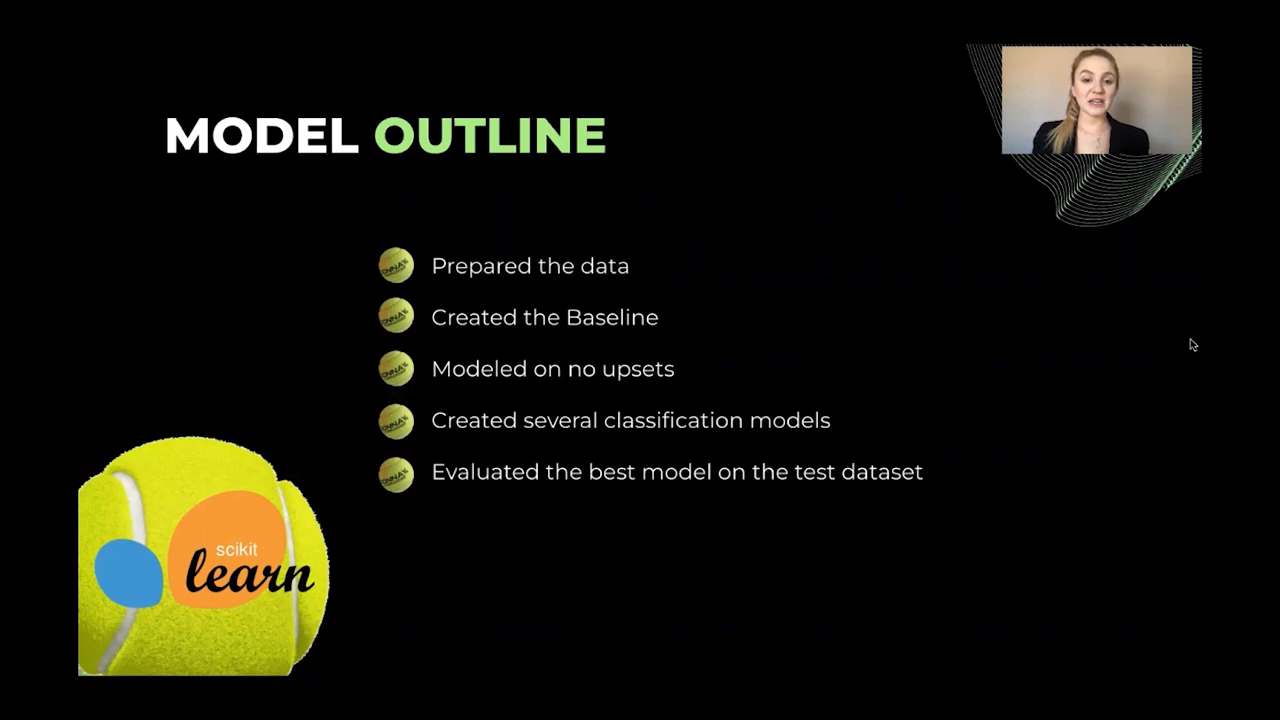 MODEL OUTLINE
Prepared the data
Created the Baseline
Modeled on no upsets
Created several classification models
Evaluated the best model on the test dataset
scikit
learn